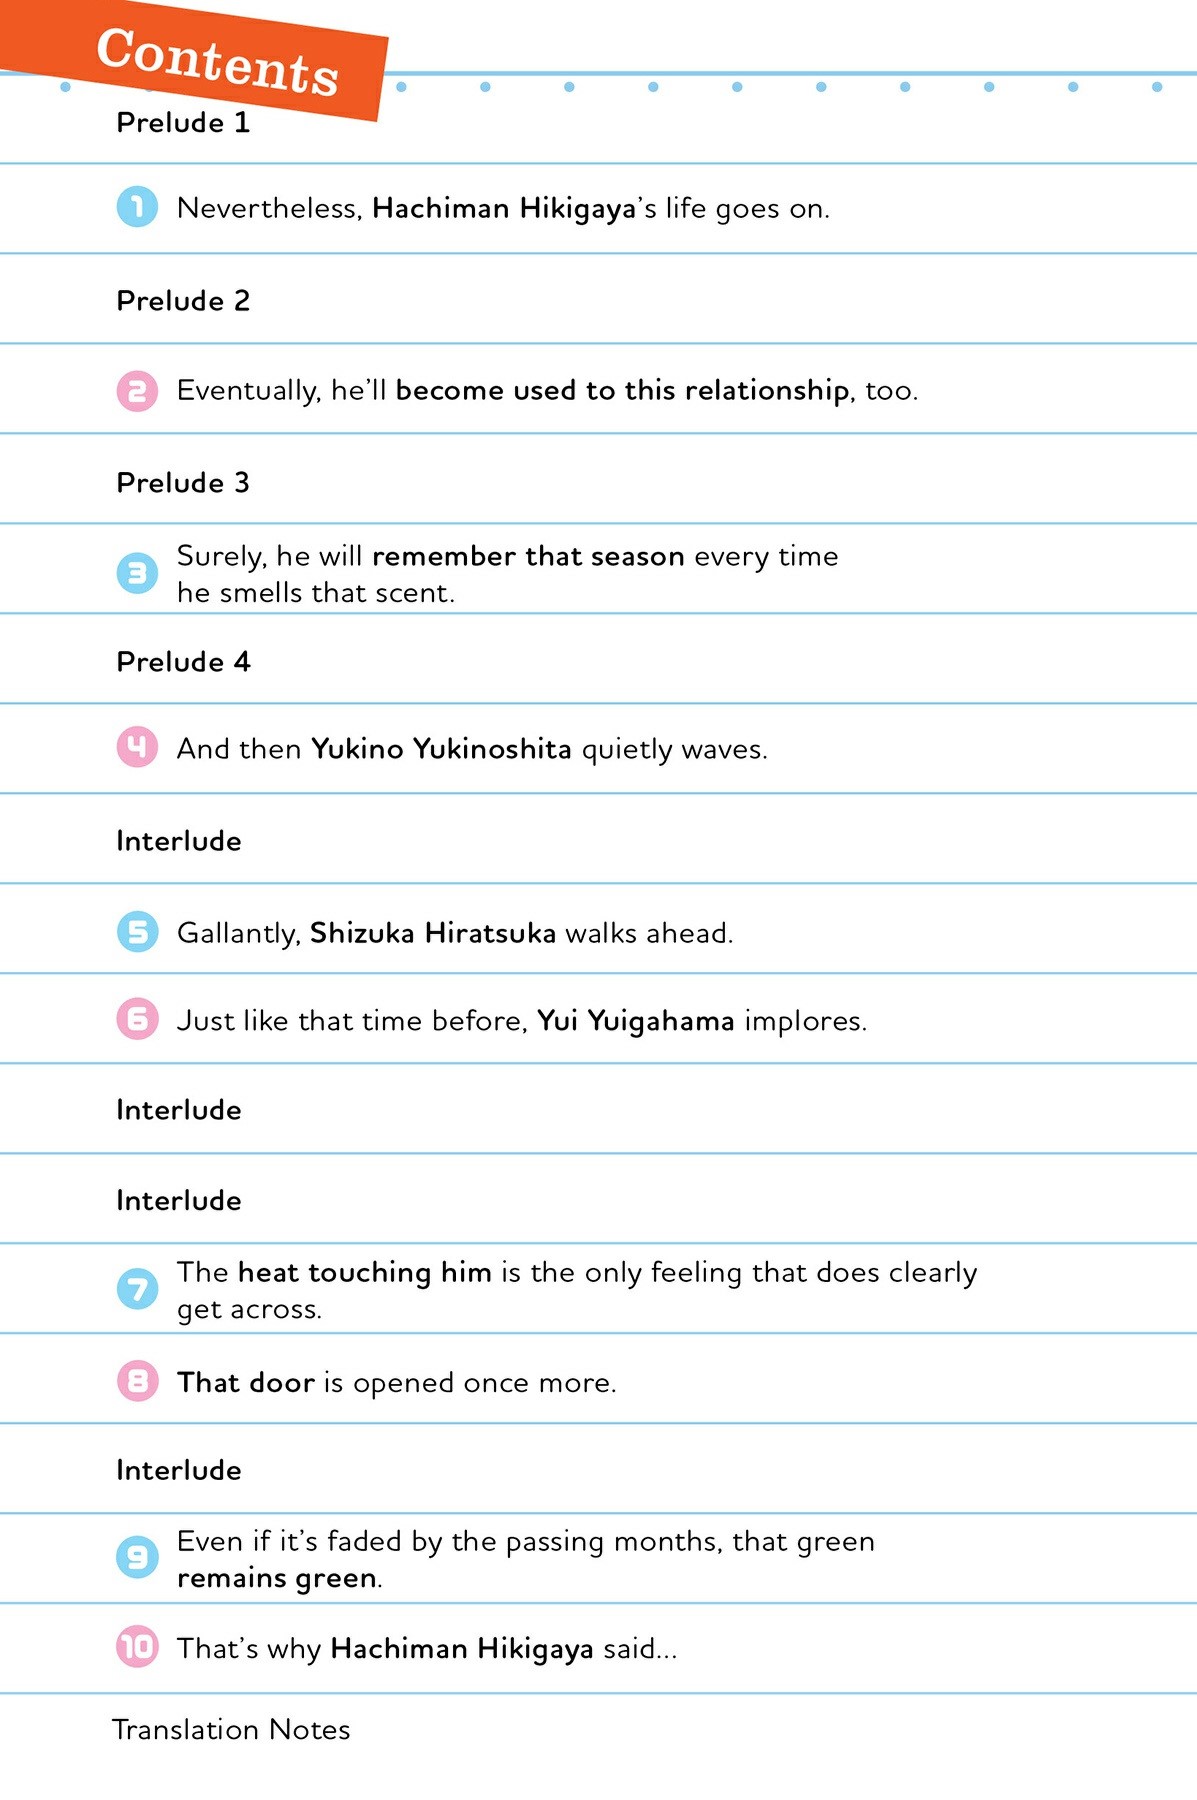 Contents
Prelude 1
1 Nevertheless, Hachiman Hikigaya’s life goes on.
Prelude 2
2 Eventually, he’ll become used to this relationship, too.
Prelude 3
3 Surely, he will remember that season every time
he smells that scent.
Prelude 4
4 And then Yukino Yukinoshita quietly waves.
Interlude
5 Gallantly, Shizuka Hiratsuka walks ahead.
6 Just like that time before, Yui Yuigahama implores.
Interlude
Interlude
7 The heat touching him is the only feeling that does clearly
get across.
8 That door is opened once more.
Interlude
9 Even if it’s faded by the passing months, that green
remains green.
10 That’s why Hachiman Hikigaya said...
Translation Notes